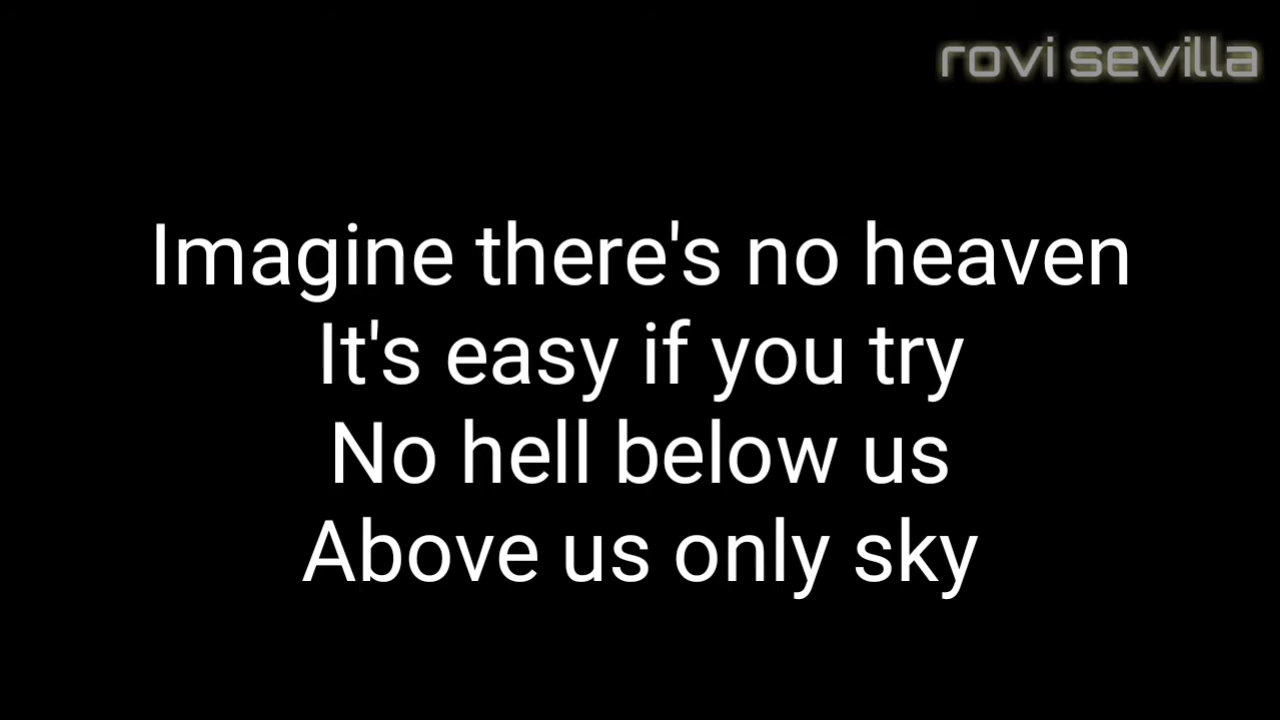 rovi sevilla
Imagine there's no heaven
It's easy if you try
No hell below us
Above us only sky